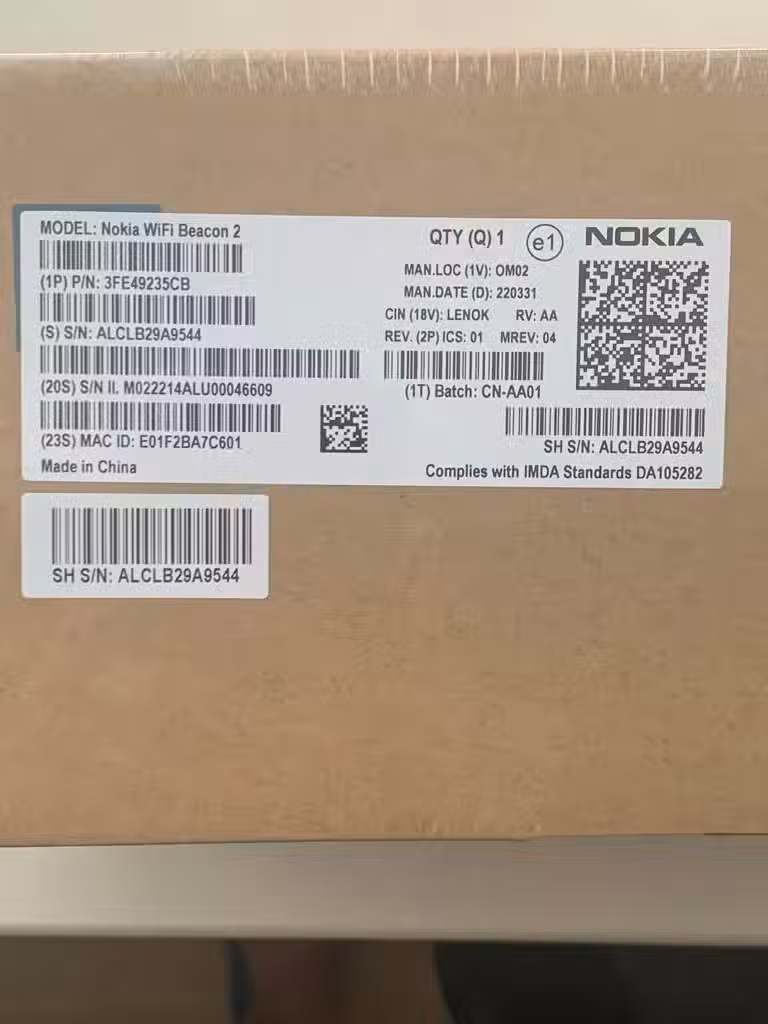 MODEL: Nokia WiFi Beacon 2
(1P) P/N: 3FE49235CB
(S) S/N: ALCLB29A9544
(20S) S/N II. M022214ALU00046609
(23S) MAC ID: E01F2BA7C601
Made in China
QTY (Q) 1 e1 NOKIA
MAN.LOC (1V): OM02
MAN.DATE (D): 220331
CIN (18V): LENOK RV: AA
REV. (2P) ICS: 01 MREV: 04
(1T) Batch: CN-AA01
SH S/N: ALCLB29A9544
Complies with IMDA Standards DA105282
SH S/N: ALCLB29A9544